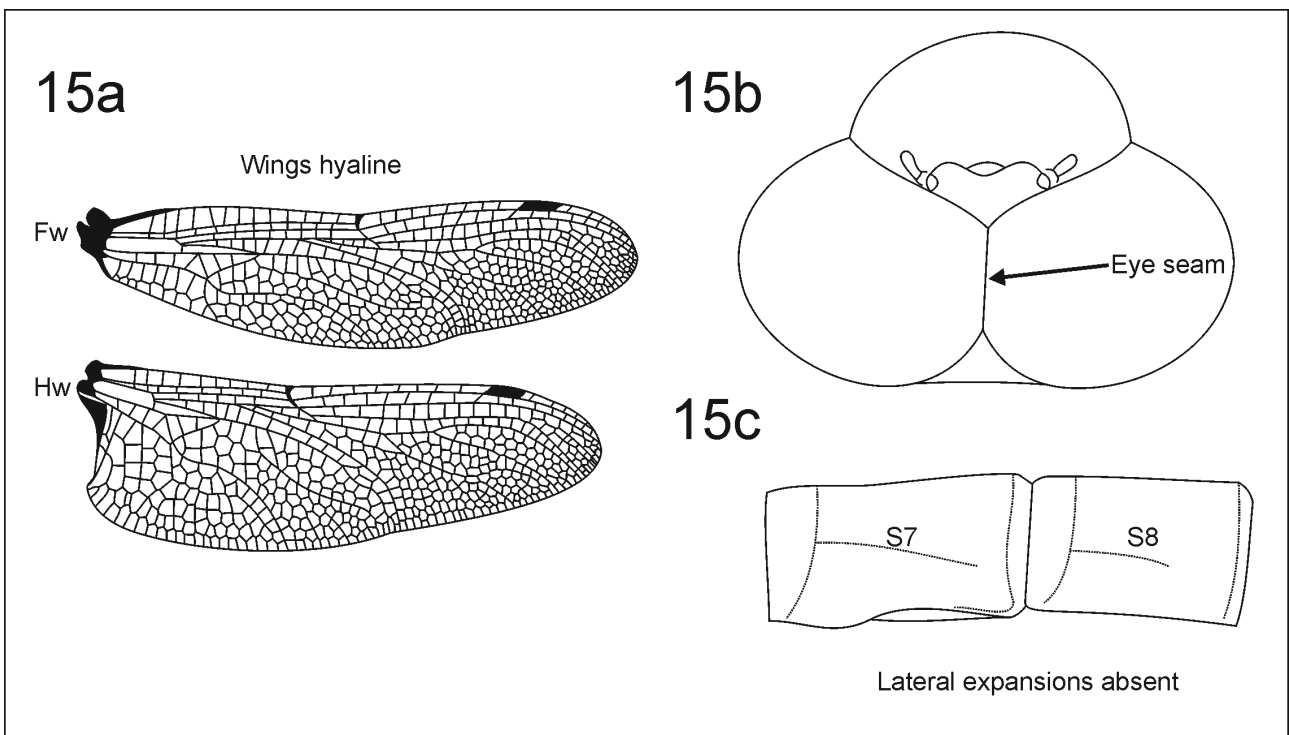 15a
Wings hyaline
Fw
Hw
15b
Eye seam
15c
S7
S8
Lateral expansions absent